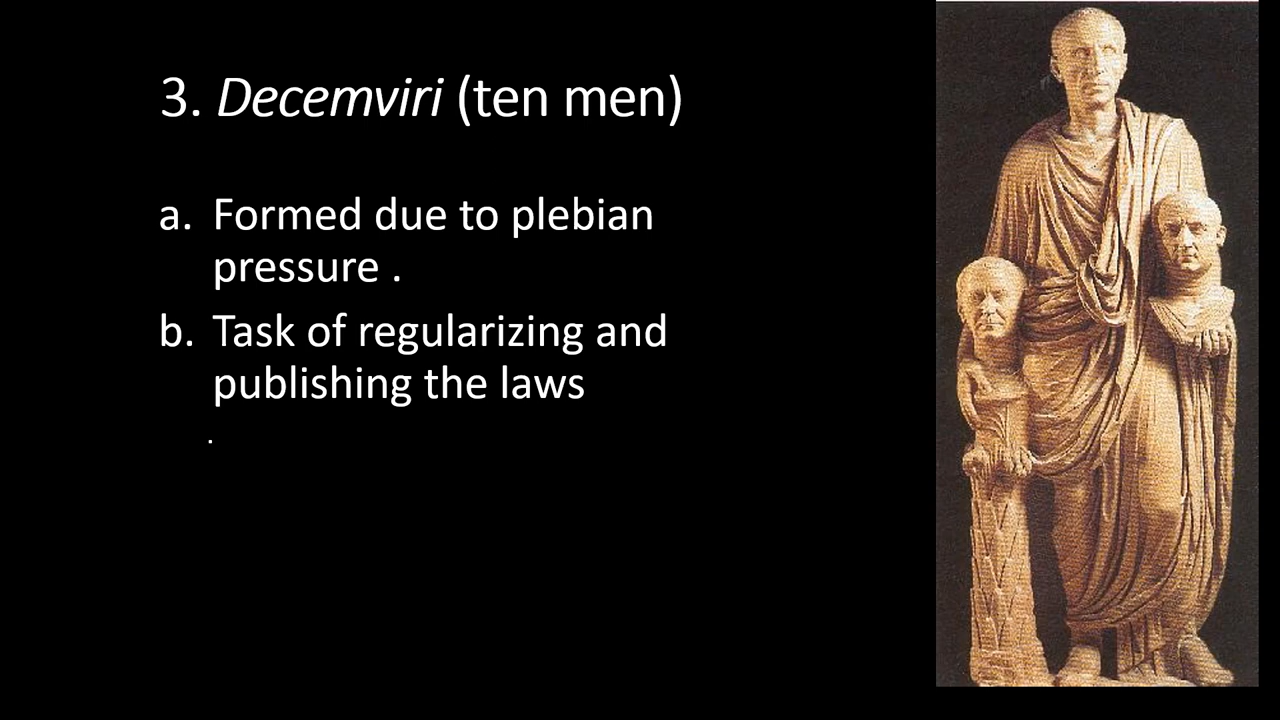 3. Decemviri (ten men)
a. Formed due to plebian
pressure .
b. Task of regularizing and
publishing the laws
.